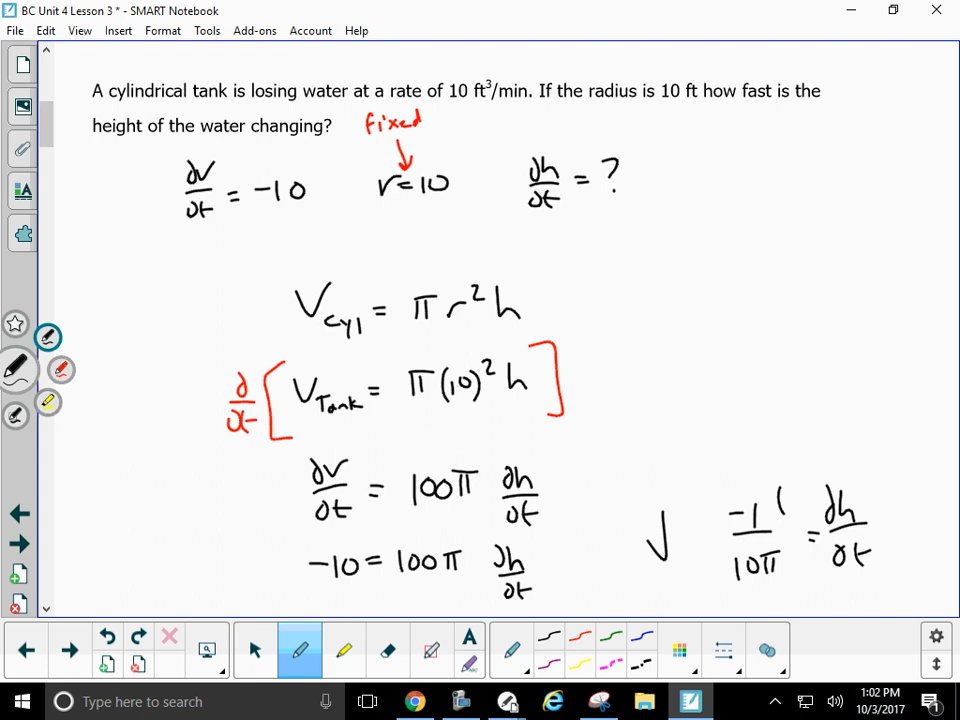 BC Unit 4 Lesson 3 * - SMART Notebook
File Edit View Insert Format Tools Add-ons Account Help
A cylindrical tank is losing water at a rate of 10 ft³/min. If the radius is 10 ft how fast is the
height of the water changing?
fixed
dV/dt = -10 r = 10 dh/dt = ?
V_cyl = π r² h
d/dt [ V_Tank = π (10)² h ]
dV/dt = 100π dh/dt
-10 = 100π dh/dt
-1/10π = dh/dt
A
Type here to search
1:02 PM
10/3/2017
1